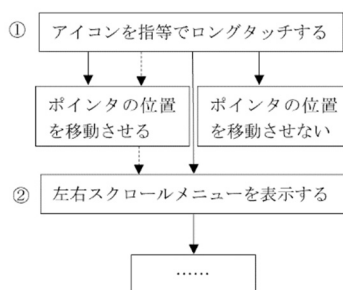 ① アイコンを指等でロングタッチする
ポインタの位置
を移動させる
ポインタの位置
を移動させない
② 左右スクロールメニューを表示する
……